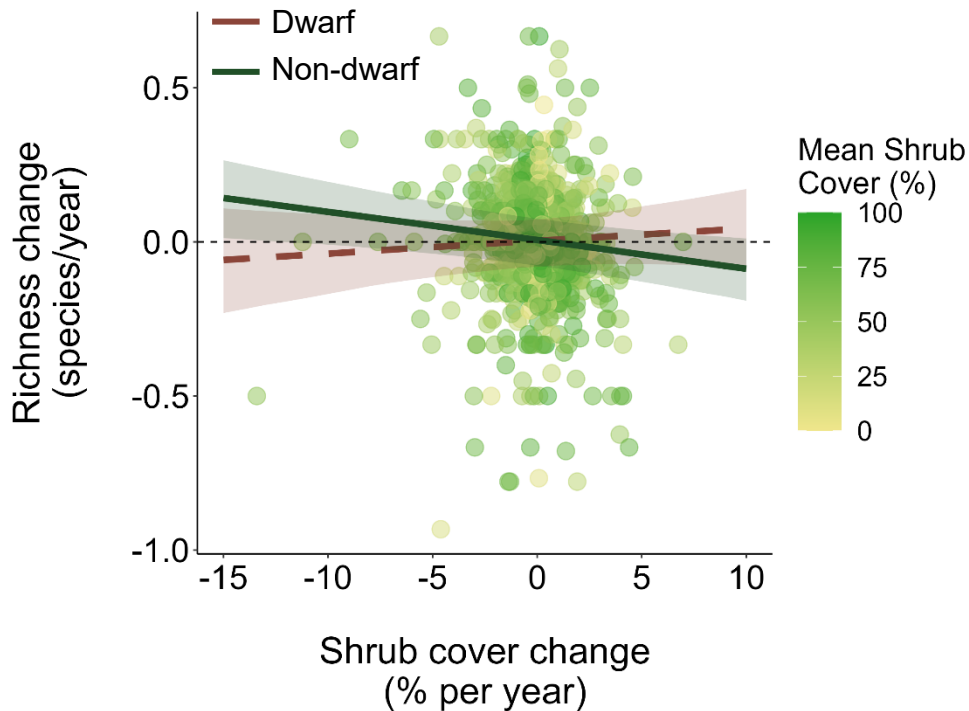 Dwarf
Non-dwarf
0.5
0.0
-0.5
-1.0
Richness change
(species/year)
-15
-10
-5
0
5
10
Shrub cover change
(% per year)
Mean Shrub
Cover (%)
100
75
50
25
0